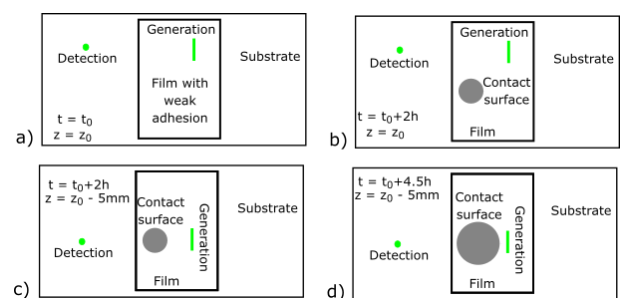 Generation
Detection
Substrate
Film with
weak
adhesion
t = t0
z = z0
a)
Generation
Detection
Substrate
Contact
surface
t = t0+2h
z = z0
Film
b)
t = t0+2h
z = z0 - 5mm
Contact
surface
Generation
Substrate
Detection
Film
c)
t = t0+4.5h
z = z0 - 5mm
Contact
surface
Generation
Substrate
Detection
Film
d)